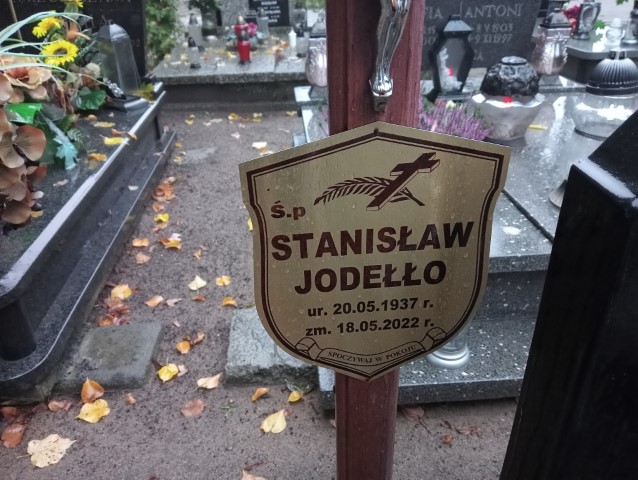 Ś.p
STANISŁAW
JODEŁŁO
ur. 20.05.1937 r.
zm. 18.05.2022 r.
SPOCZYWAJ W POKOJU
ANTONI